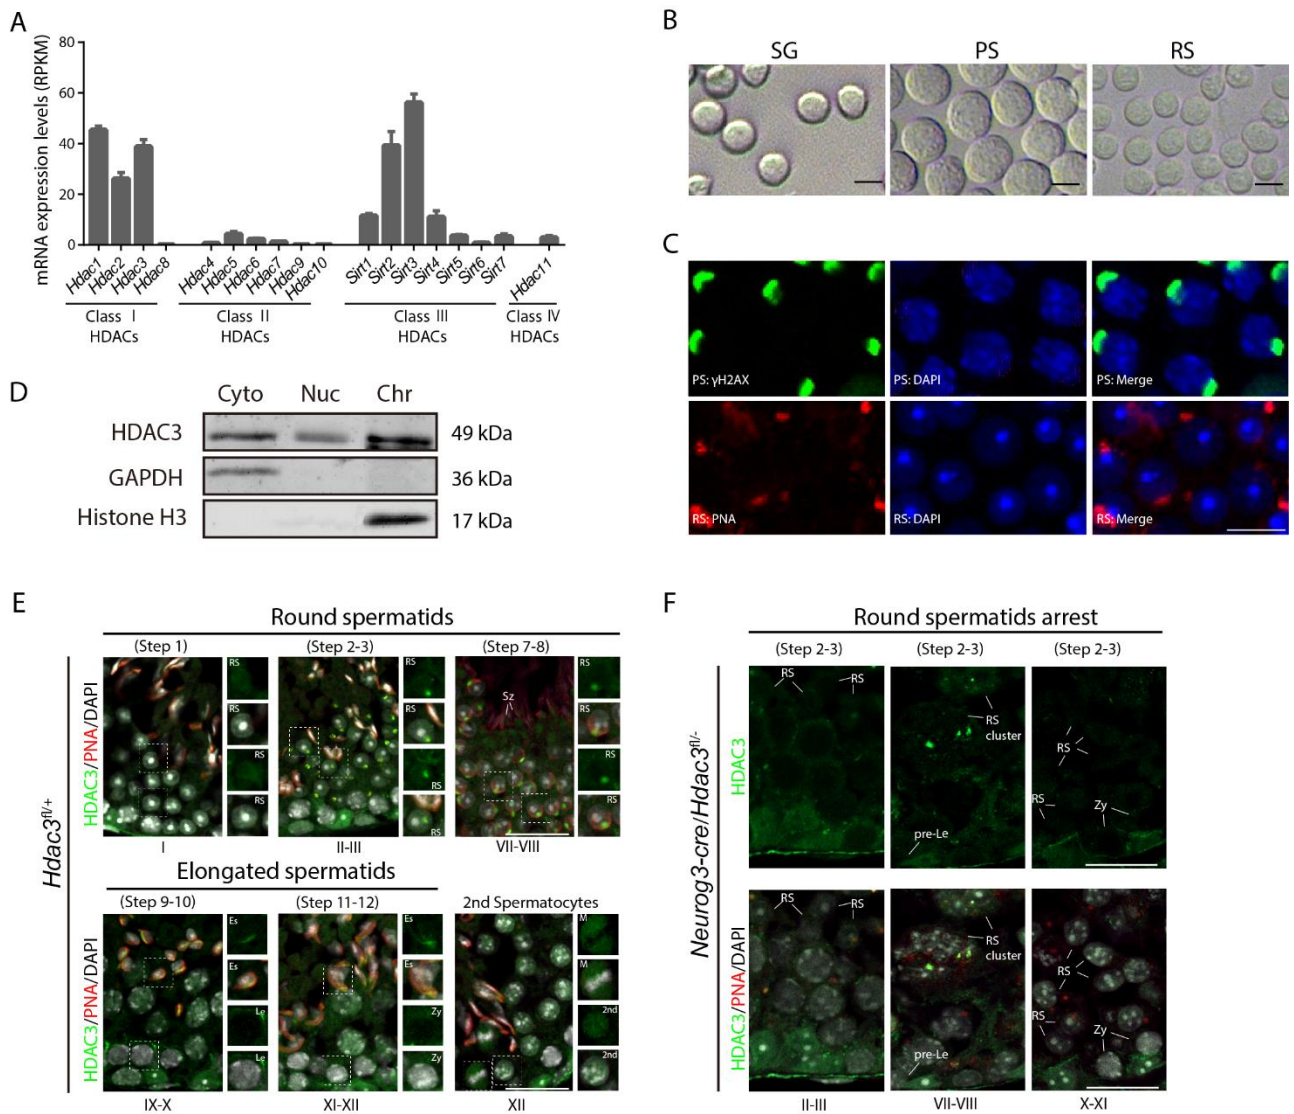 A
mRNA expression levels (RPKM)
80
60
40
20
0
Hdac1
Hdac2
Hdac3
Hdac8
Hdac4
Hdac5
Hdac6
Hdac7
Hdac9
Hdac10
Sirt1
Sirt2
Sirt3
Sirt4
Sirt5
Sirt6
Sirt7
Hdac11
Class I
HDACs
Class II
HDACs
Class III
HDACs
Class IV
HDACs
B
SG PS RS
C
PS: γH2AX PS: DAPI PS: Merge
RS: PNA RS: DAPI RS: Merge
D
Cyto Nuc Chr
HDAC3 49 kDa
GAPDH 36 kDa
Histone H3 17 kDa
E
Round spermatids
(Step 1) (Step 2-3) (Step 7-8)
Hdac3fl/+
HDAC3/PNA/DAPI
RS
RS
RS
RS
RS
RS
RS
RS
Sz
RS
RS
RS
RS
I II-III VII-VIII
Elongated spermatids
(Step 9-10) (Step 11-12) 2nd Spermatocytes
HDAC3/PNA/DAPI
Es
Es
Le
Le
Es
Es
Zy
Zy
M
M
2nd
2nd
IX-X XI-XII XII
F
Round spermatids arrest
(Step 2-3) (Step 2-3) (Step 2-3)
Neurog3-cre/Hdac3fl/-
HDAC3
RS RS
RS
cluster
pre-Le
RS
RS
Zy
HDAC3/PNA/DAPI
RS RS
RS
cluster
pre-Le
RS
RS
Zy
II-III VII-VIII X-XI